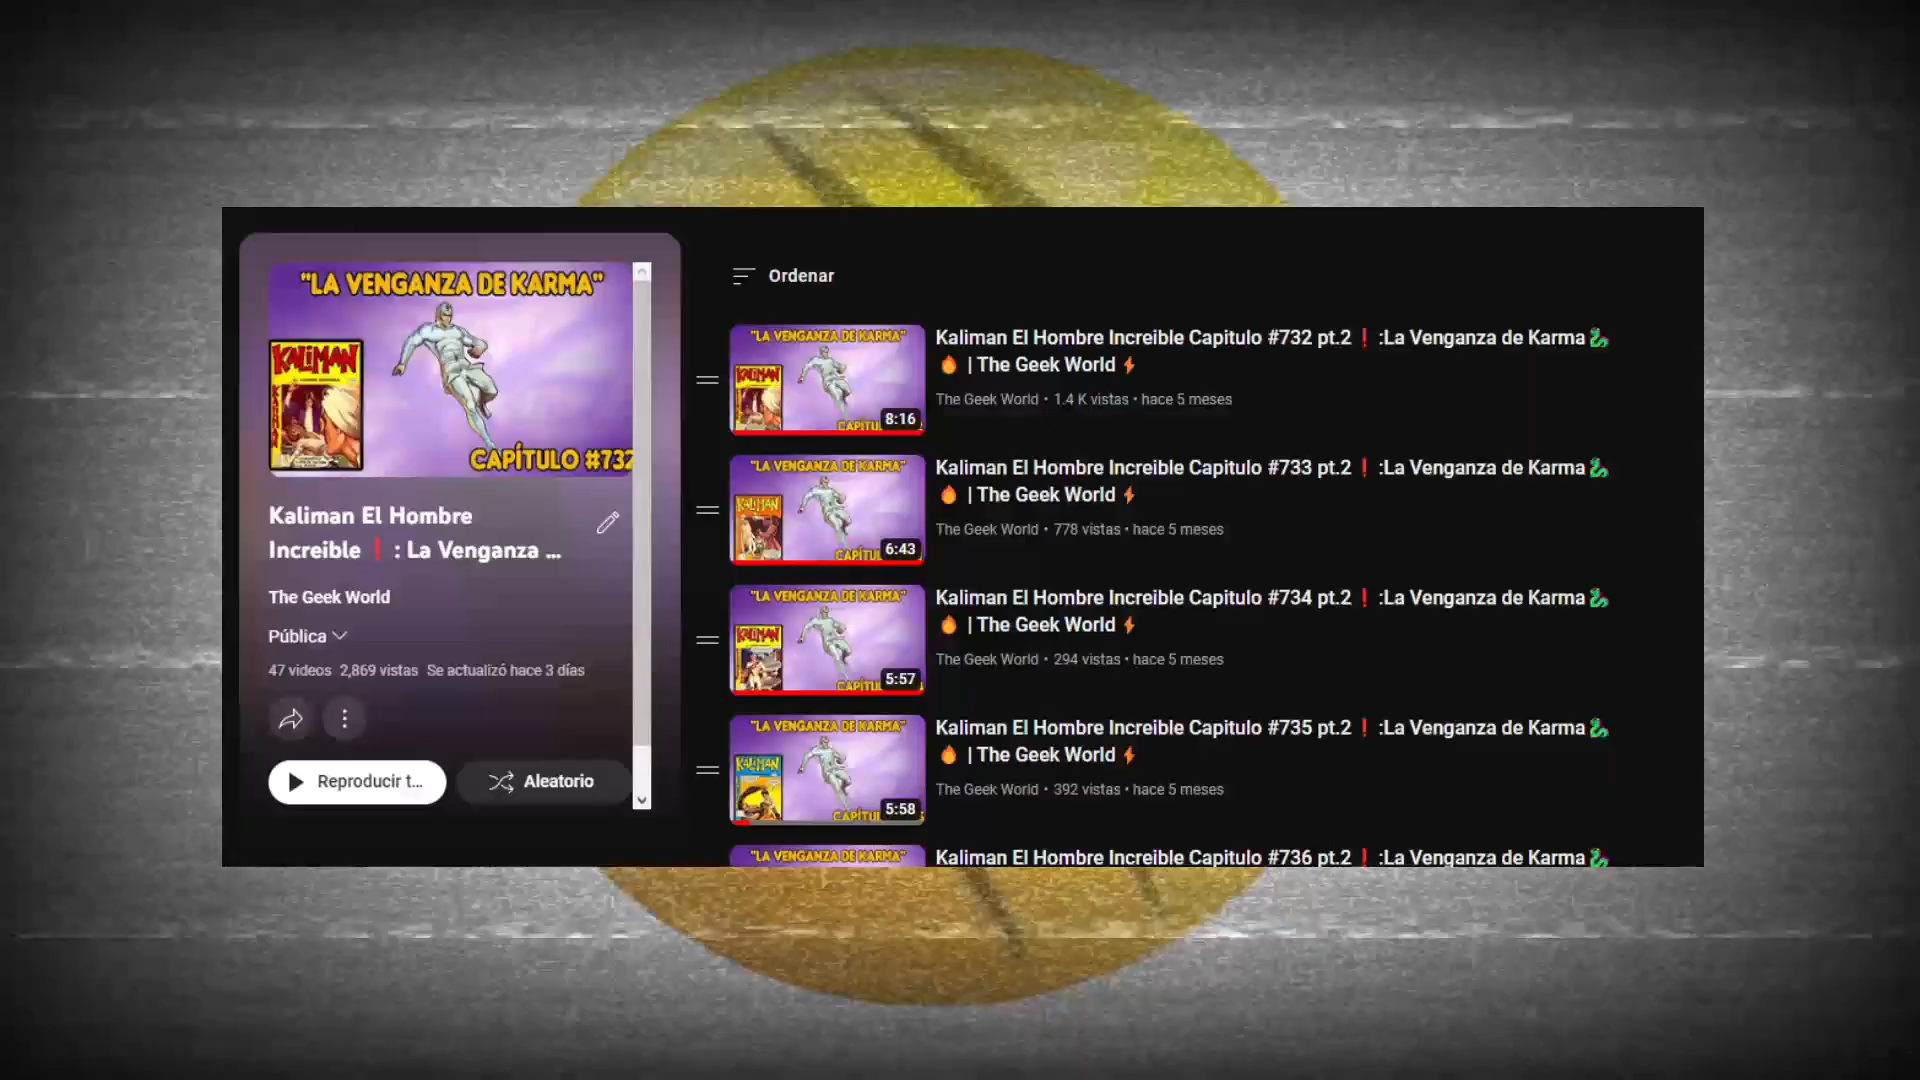 "LA VENGANZA DE KARMA"
KALIMAN
CAPÍTULO #732
Kaliman El Hombre
Increible❗ : La Venganza ...
The Geek World
Pública
47 videos 2,869 vistas Se actualizó hace 3 días
Reproducir t...
Aleatorio
Ordenar
"LA VENGANZA DE KARMA"
KALIMAN
CAPÍTU
8:16
Kaliman El Hombre Increible Capitulo #732 pt.2❗ :La Venganza de Karma🐉
🔥 | The Geek World⚡
The Geek World • 1.4 K vistas • hace 5 meses
"LA VENGANZA DE KARMA"
KALIMAN
CAPÍTUL
6:43
Kaliman El Hombre Increible Capitulo #733 pt.2❗ :La Venganza de Karma🐉
🔥 | The Geek World⚡
The Geek World • 778 vistas • hace 5 meses
"LA VENGANZA DE KARMA"
KALIMAN
CAPÍTUL
5:57
Kaliman El Hombre Increible Capitulo #734 pt.2❗ :La Venganza de Karma🐉
🔥 | The Geek World⚡
The Geek World • 294 vistas • hace 5 meses
"LA VENGANZA DE KARMA"
KALIMAN
CAPÍTUL
5:58
Kaliman El Hombre Increible Capitulo #735 pt.2❗ :La Venganza de Karma🐉
🔥 | The Geek World⚡
The Geek World • 392 vistas • hace 5 meses
"LA VENGANZA DE KARMA"
Kaliman El Hombre Increible Capitulo #736 pt.2❗ :La Venganza de Karma🐉